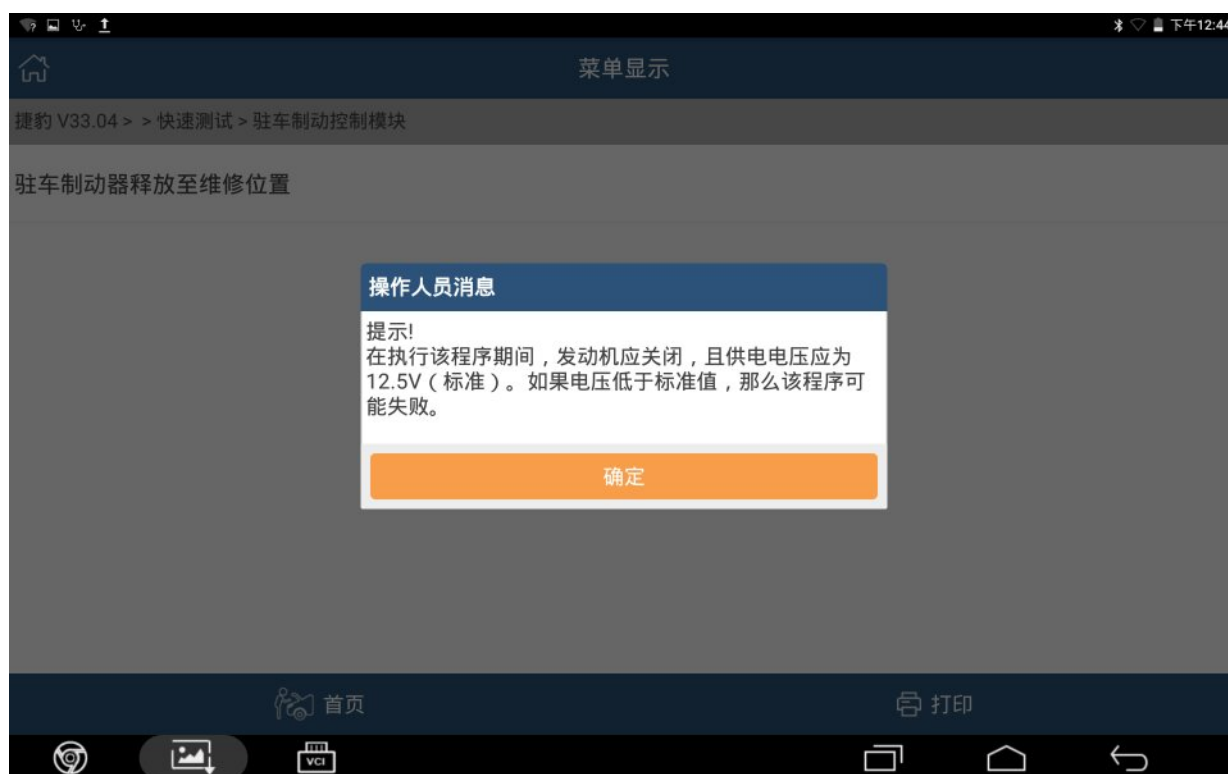 下午12:44
菜单显示
捷豹 V33.04 > > 快速测试 > 驻车制动控制模块
驻车制动器释放至维修位置
操作人员消息
提示!
在执行该程序期间，发动机应关闭，且供电电压应为
12.5V（标准）。如果电压低于标准值，那么该程序可
能失败。
确定
首页
打印
VCI